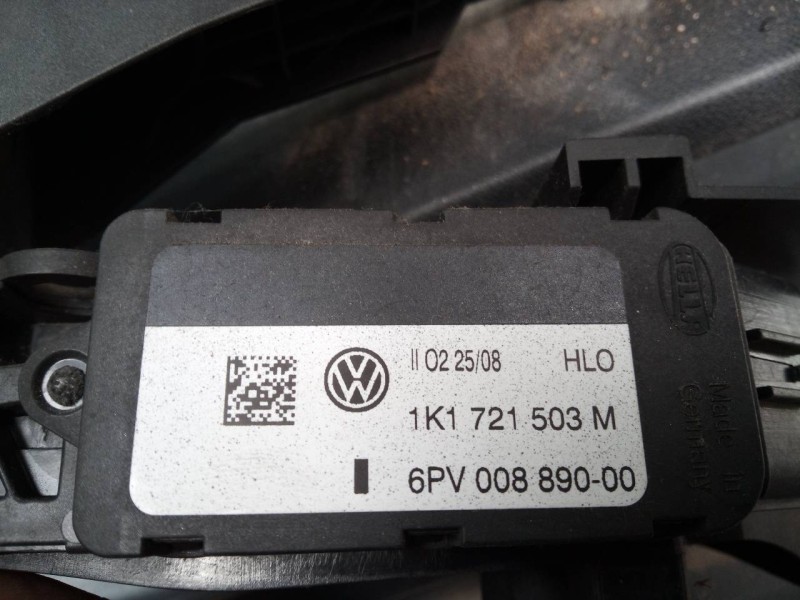 HELLA
II 02 25/08 HLO
1K1 721 503 M
6PV 008 890-00
Made in
Germany